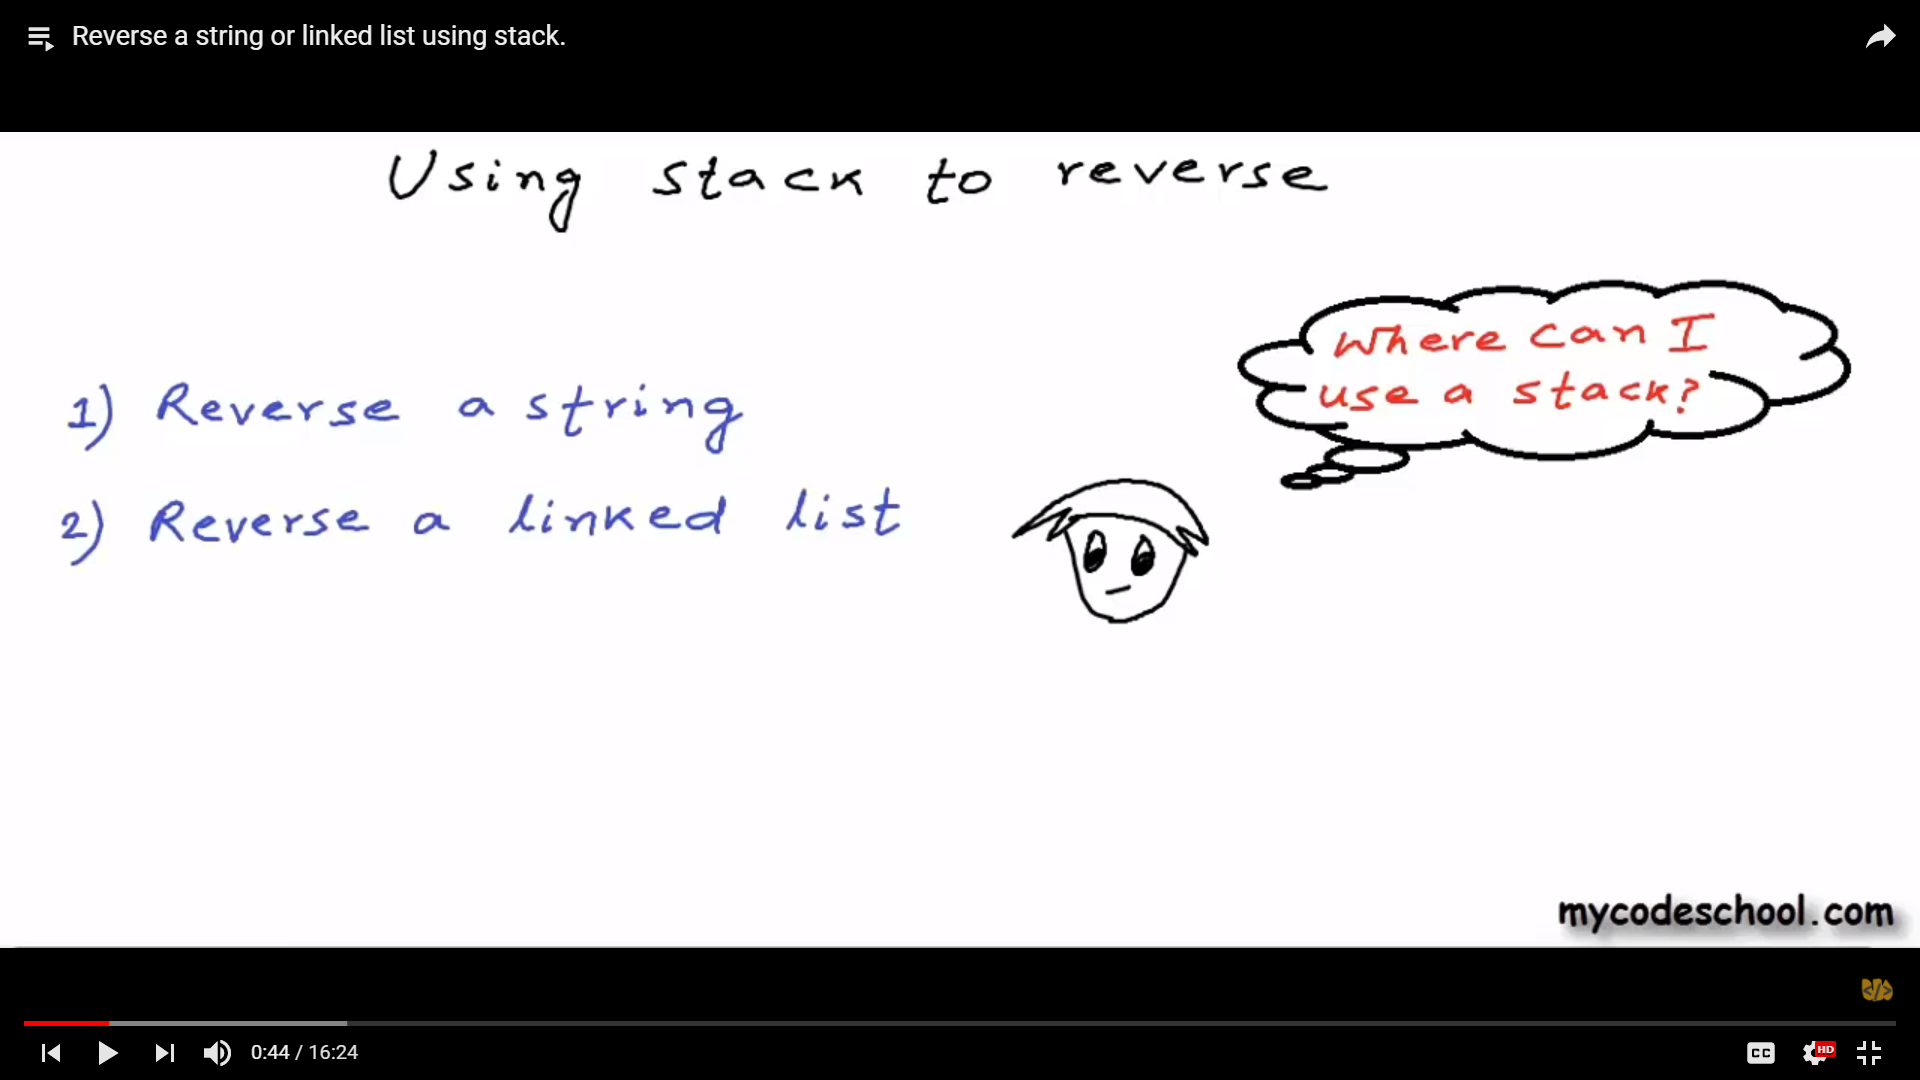 Reverse a string or linked list using stack.
Using stack to reverse
Where can I
use a stack?
1) Reverse a string
2) Reverse a linked list
mycodeschool.com
</>
0:44 / 16:24
CC
HD